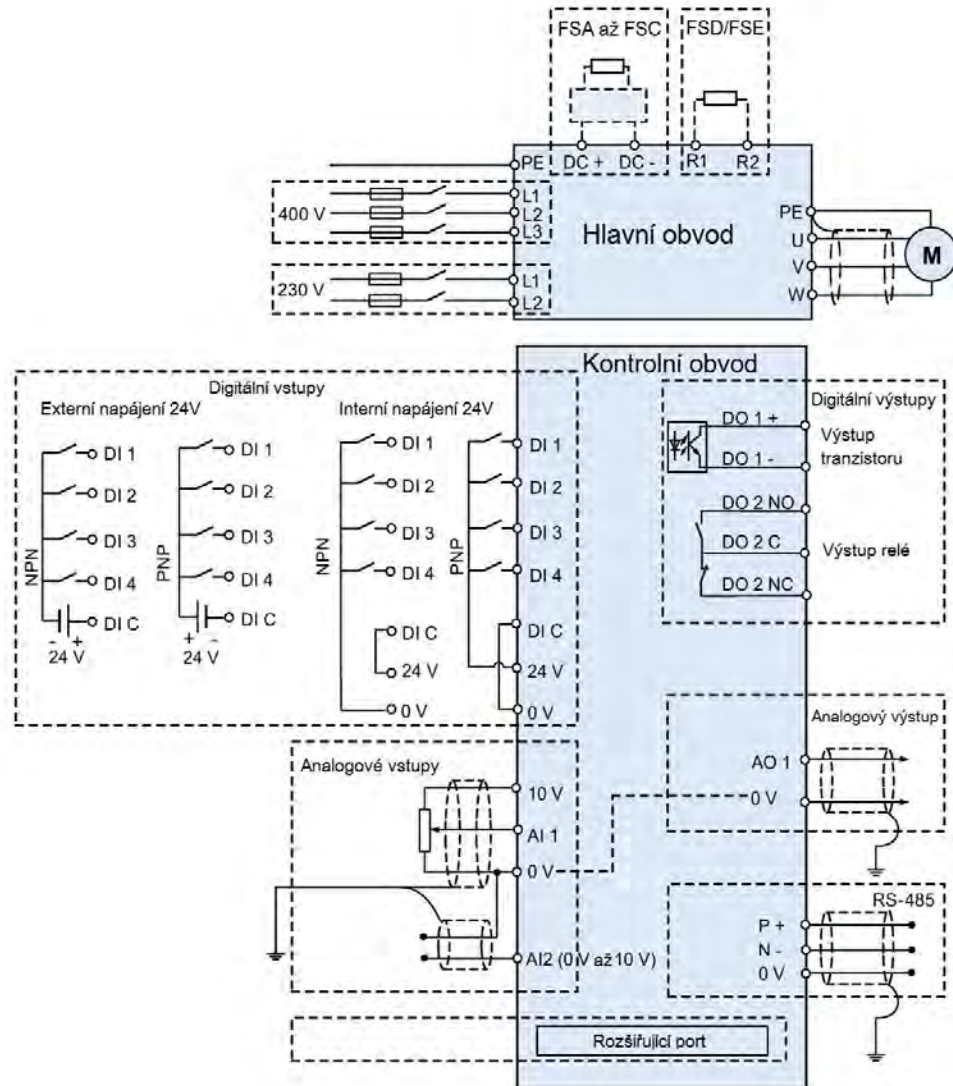 FSA až FSC
FSD/FSE
PE
DC +
DC -
R1
R2
400 V
L1
L2
L3
230 V
L1
L2
Hlavní obvod
PE
U
V
W
M
Kontrolní obvod
Digitální vstupy
Externí napájení 24V
Interní napájení 24V
NPN
DI 1
DI 2
DI 3
DI 4
DI C
- +
24 V
PNP
DI 1
DI 2
DI 3
DI 4
DI C
+ -
24 V
NPN
DI 1
DI 2
DI 3
DI 4
DI C
24 V
0 V
PNP
DI 1
DI 2
DI 3
DI 4
DI C
24 V
0 V
Digitální výstupy
DO 1 +
DO 1 -
Výstup
tranzistoru
DO 2 NO
DO 2 C
DO 2 NC
Výstup relé
Analogový výstup
AO 1
0 V
Analogové vstupy
10 V
AI 1
0 V
AI2 (0 V až 10 V)
RS-485
P +
N -
0 V
Rozšiřující port